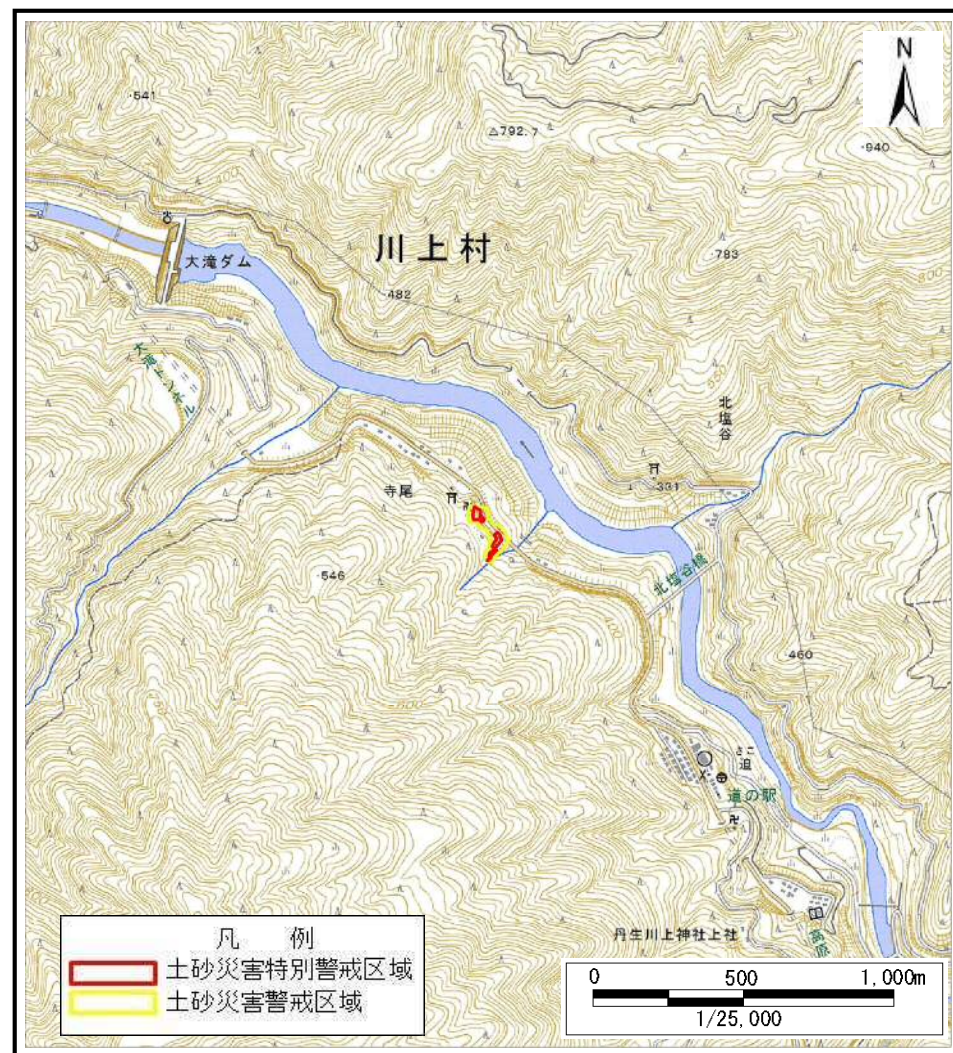 N
・541
△792.7
・940
川上村
大滝ダム
・783
・482
大滝トンネル
北塩谷
・331
寺尾
・546
北塩谷橋
・460
さこ
迫
道の駅
丹生川上神社上社
凡 例
土砂災害特別警戒区域
土砂災害警戒区域
0 500 1,000m
1/25,000